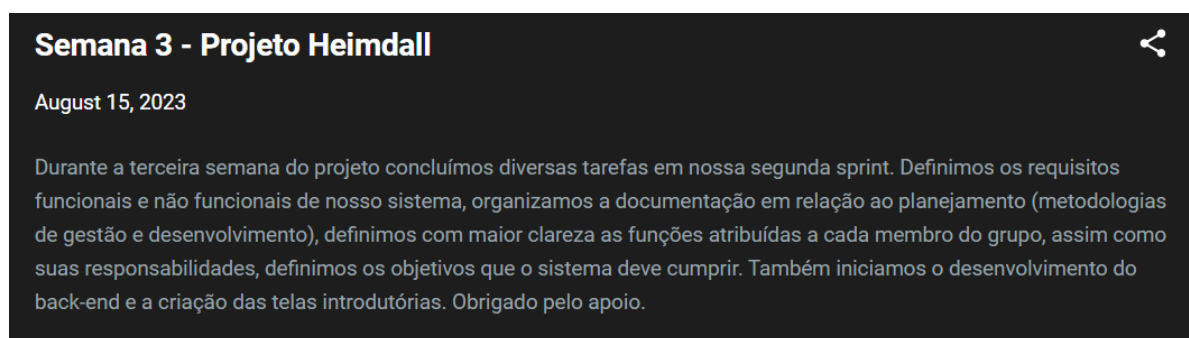 Semana 3 - Projeto Heimdall
August 15, 2023
Durante a terceira semana do projeto concluímos diversas tarefas em nossa segunda sprint. Definimos os requisitos
funcionais e não funcionais de nosso sistema, organizamos a documentação em relação ao planejamento (metodologias
de gestão e desenvolvimento), definimos com maior clareza as funções atribuídas a cada membro do grupo, assim como
suas responsabilidades, definimos os objetivos que o sistema deve cumprir. Também iniciamos o desenvolvimento do
back-end e a criação das telas introdutórias. Obrigado pelo apoio.